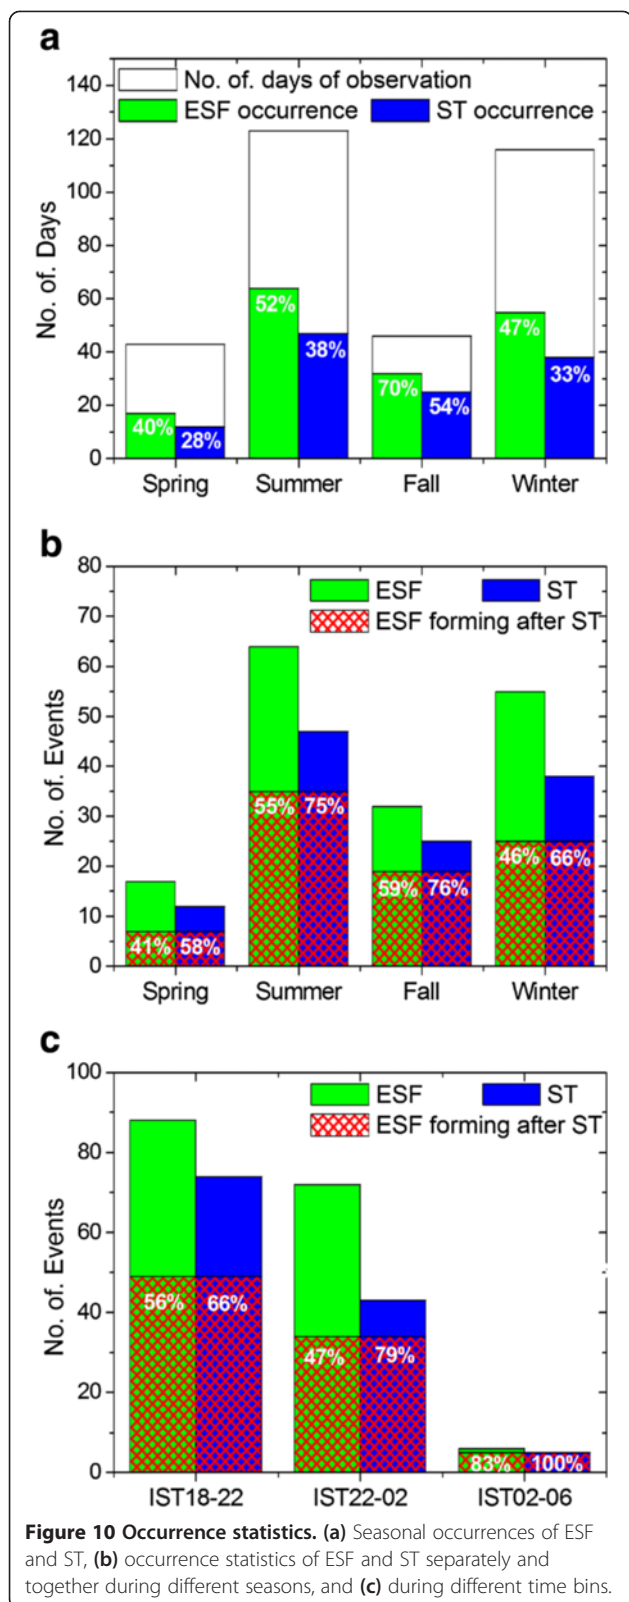 a
No. of. days of observation
ESF occurrence ST occurrence
140
120
100
80
60
40
20
0
No. of. Days
40% 28% 52% 38% 70% 54% 47% 33%
Spring Summer Fall Winter
b
ESF ST
ESF forming after ST
80
70
60
50
40
30
20
10
0
No. of. Events
41% 58% 55% 75% 59% 76% 46% 66%
Spring Summer Fall Winter
c
ESF ST
ESF forming after ST
100
80
60
40
20
0
No. of. Events
56% 66% 47% 79% 83% 100%
IST18-22 IST22-02 IST02-06
Figure 10 Occurrence statistics. (a) Seasonal occurrences of ESF
and ST, (b) occurrence statistics of ESF and ST separately and
together during different seasons, and (c) during different time bins.